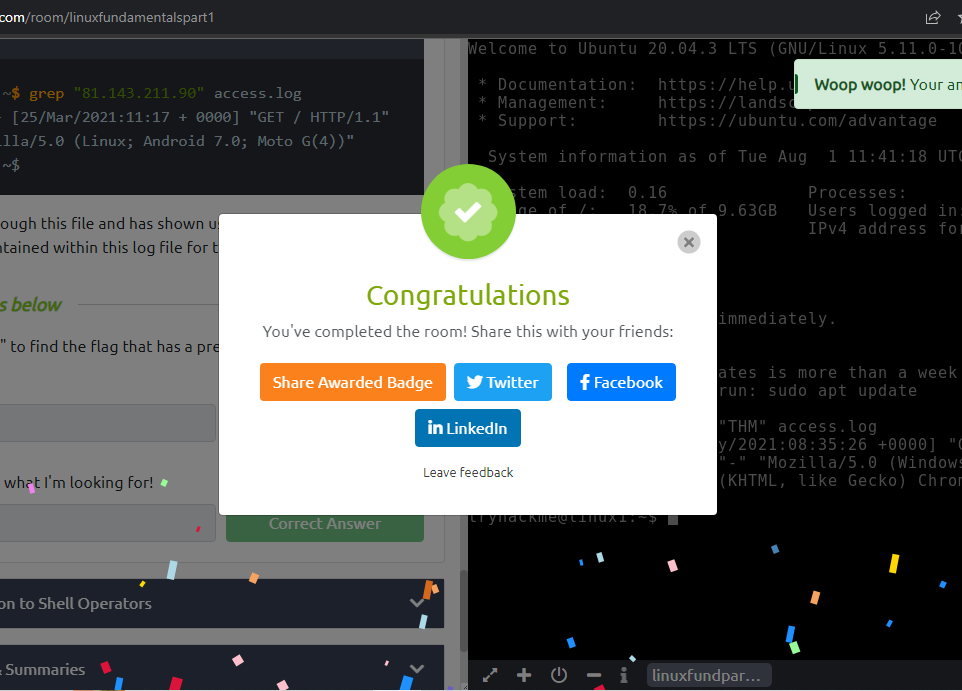 .com/room/linuxfundamentalspart1
~$ grep "81.143.211.90" access.log
[25/Mar/2021:11:17 + 0000] "GET / HTTP/1.1"
illa/5.0 (Linux; Android 7.0; Moto G(4))"
~$
ough this file and has shown us
ntained within this log file for t
s below
" to find the flag that has a pre
what I'm looking for!
Correct Answer
on to Shell Operators
& Summaries
Welcome to Ubuntu 20.04.3 LTS (GNU/Linux 5.11.0-10
* Documentation: https://help.u
* Management: https://landsc
* Support: https://ubuntu.com/advantage
Woop woop! Your an
System information as of Tue Aug 1 11:41:18 UTC
stem load: 0.16 Processes:
ge of /: 18.7% of 9.63GB Users logged in:
IPv4 address for
Congratulations
You've completed the room! Share this with your friends:
Share Awarded Badge
Twitter
Facebook
LinkedIn
Leave feedback
immediately.
ates is more than a week
run: sudo apt update
"THM" access.log
y/2021:08:35:26 +0000] "G
"-" "Mozilla/5.0 (Windows
(KHTML, like Gecko) Chrom
tryhackme@linux1:~$
linuxfundpar...